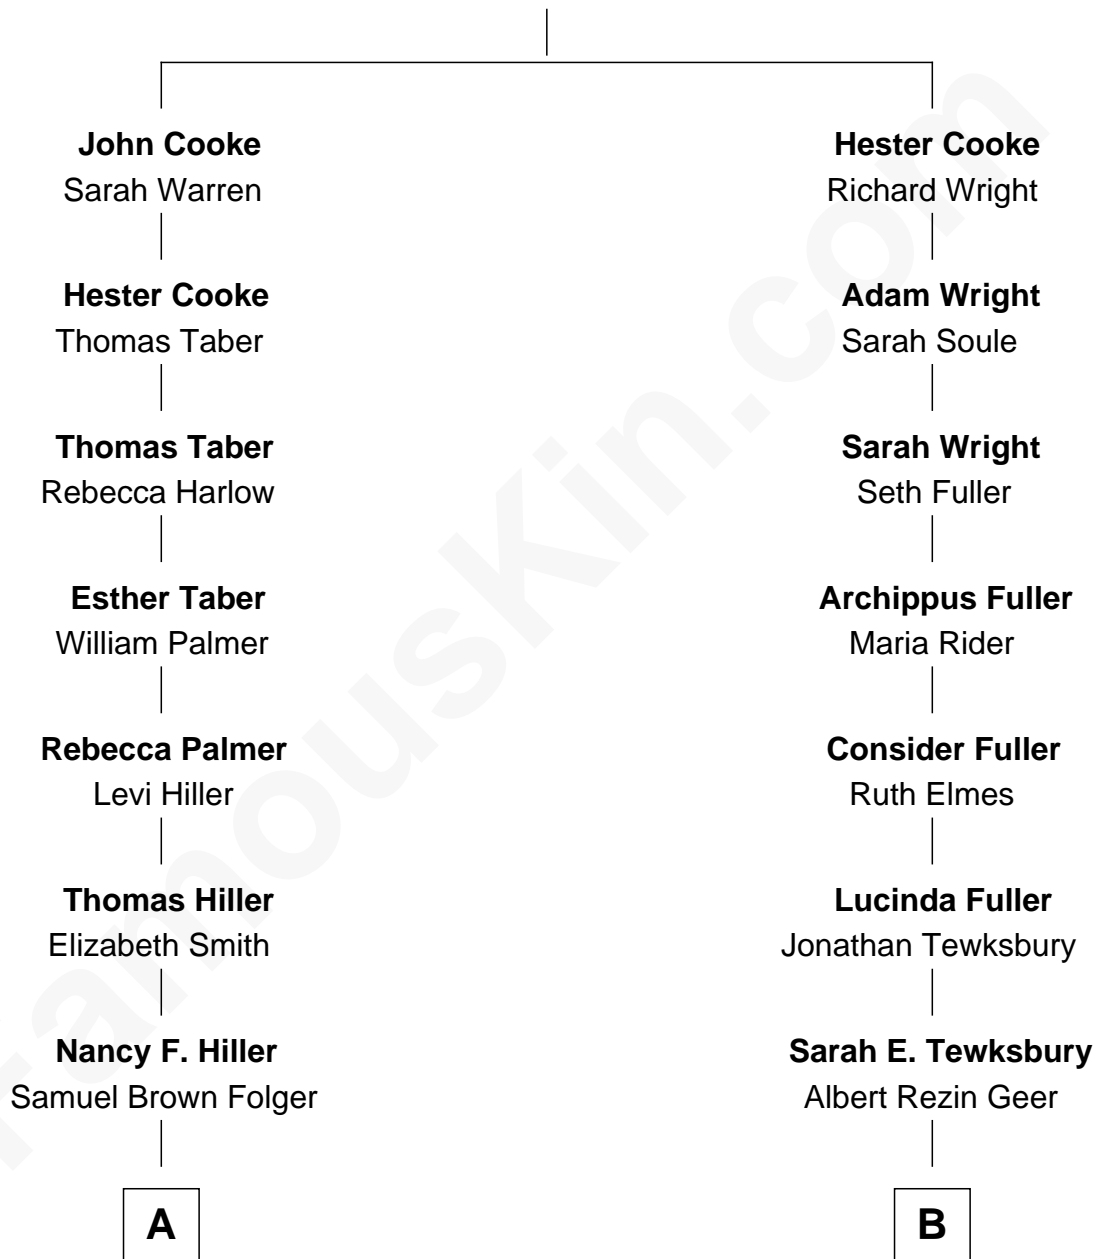 John Cooke
Sarah Warren
Hester Cooke
Thomas Taber
Thomas Taber
Rebecca Harlow
Esther Taber
William Palmer
Rebecca Palmer
Levi Hiller
Thomas Hiller
Elizabeth Smith
Nancy F. Hiller
Samuel Brown Folger
A
Hester Cooke
Richard Wright
Adam Wright
Sarah Soule
Sarah Wright
Seth Fuller
Archippus Fuller
Maria Rider
Consider Fuller
Ruth Elmes
Lucinda Fuller
Jonathan Tewksbury
Sarah E. Tewksbury
Albert Rezin Geer
B
FamousKin.com